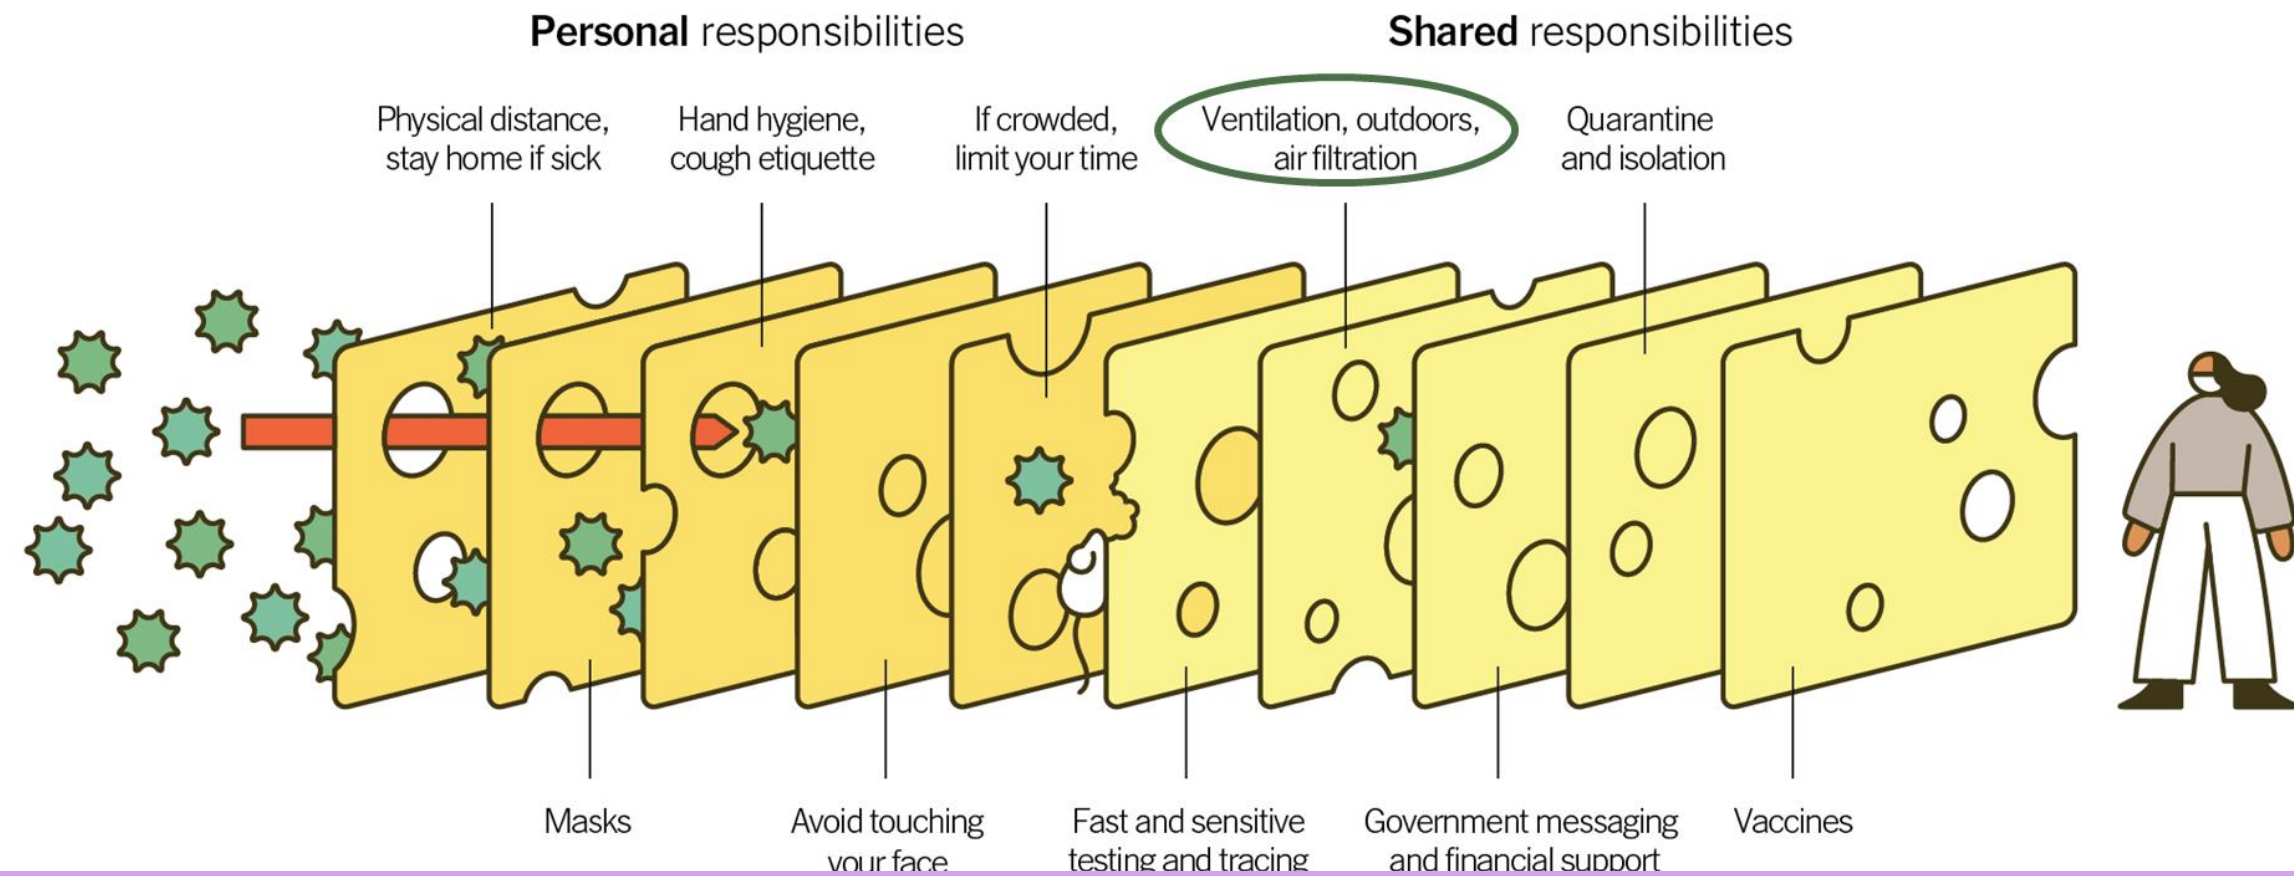 Personal responsibilities
Shared responsibilities
Physical distance,
stay home if sick
Hand hygiene,
cough etiquette
If crowded,
limit your time
Ventilation, outdoors,
air filtration
Quarantine
and isolation
Masks
Avoid touching
your face
Fast and sensitive
testing and tracing
Government messaging
and financial support
Vaccines